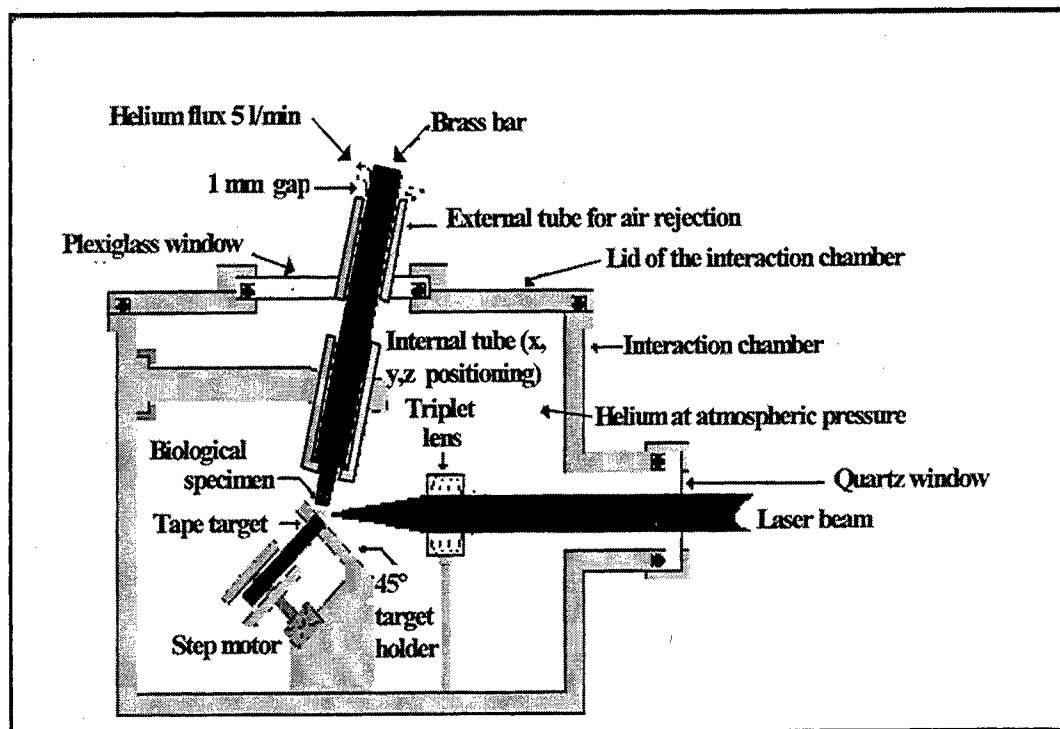 Helium flux 5 l/min
Brass bar
1 mm gap
External tube for air rejection
Plexiglass window
Lid of the interaction chamber
Internal tube (x,
y,z positioning)
Interaction chamber
Triplet
lens
Helium at atmospheric pressure
Biological
specimen
Quartz window
Tape target
Laser beam
45°
target
holder
Step motor